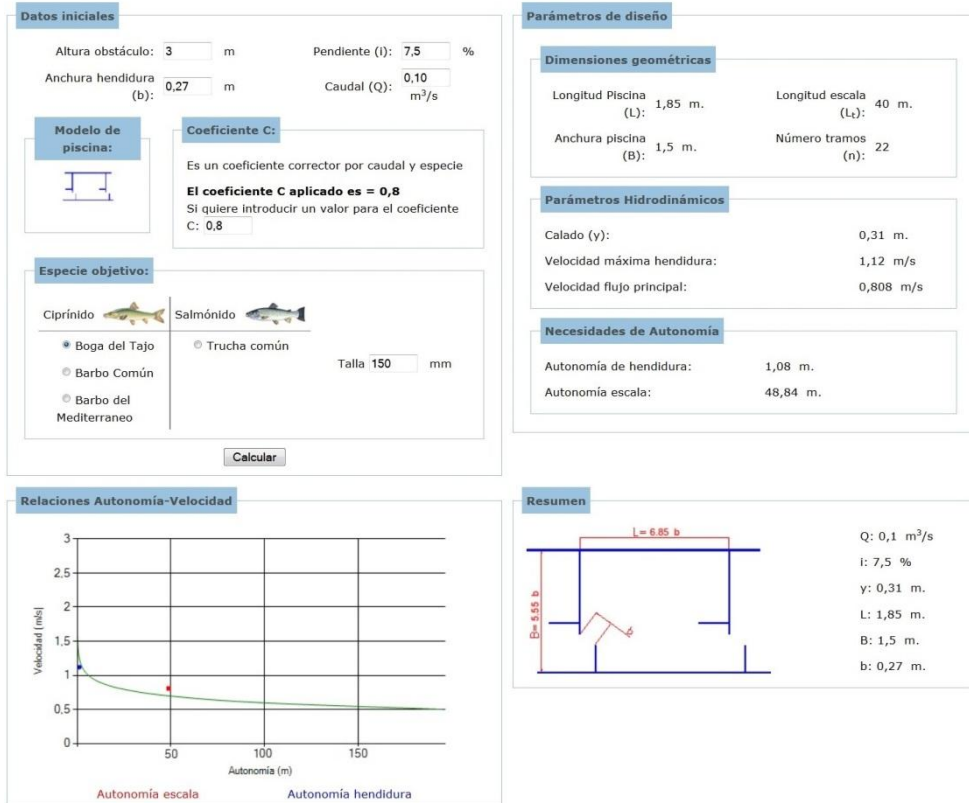 Datos iniciales
Altura obstáculo: 3 m
Pendiente (i): 7,5 %
Anchura hendidura (b): 0,27 m
Caudal (Q): 0,10 m³/s
Modelo de
piscina:
Coeficiente C:
Es un coeficiente corrector por caudal y especie
El coeficiente C aplicado es = 0,8
Si quiere introducir un valor para el coeficiente
C: 0,8
Especie objetivo:
Ciprínido
Salmónido
Boga del Tajo
Trucha común
Barbo Común
Barbo del
Mediterraneo
Talla 150 mm
Calcular
Parámetros de diseño
Dimensiones geométricas
Longitud Piscina (L): 1,85 m.
Longitud escala (Lt): 40 m.
Anchura piscina (B): 1,5 m.
Número tramos (n): 22
Parámetros Hidrodinámicos
Calado (y): 0,31 m.
Velocidad máxima hendidura: 1,12 m/s
Velocidad flujo principal: 0,808 m/s
Necesidades de Autonomía
Autonomía de hendidura: 1,08 m.
Autonomía escala: 48,84 m.
Relaciones Autonomía-Velocidad
Velocidad (m/s)
3
2.5
2
1,5
1
0,5
0
50
100
150
Autonomía (m)
Autonomía escala
Autonomía hendidura
Resumen
L= 6.85 b
B= 5.55 b
b
Q: 0,1 m³/s
i: 7,5 %
y: 0,31 m.
L: 1,85 m.
B: 1,5 m.
b: 0,27 m.